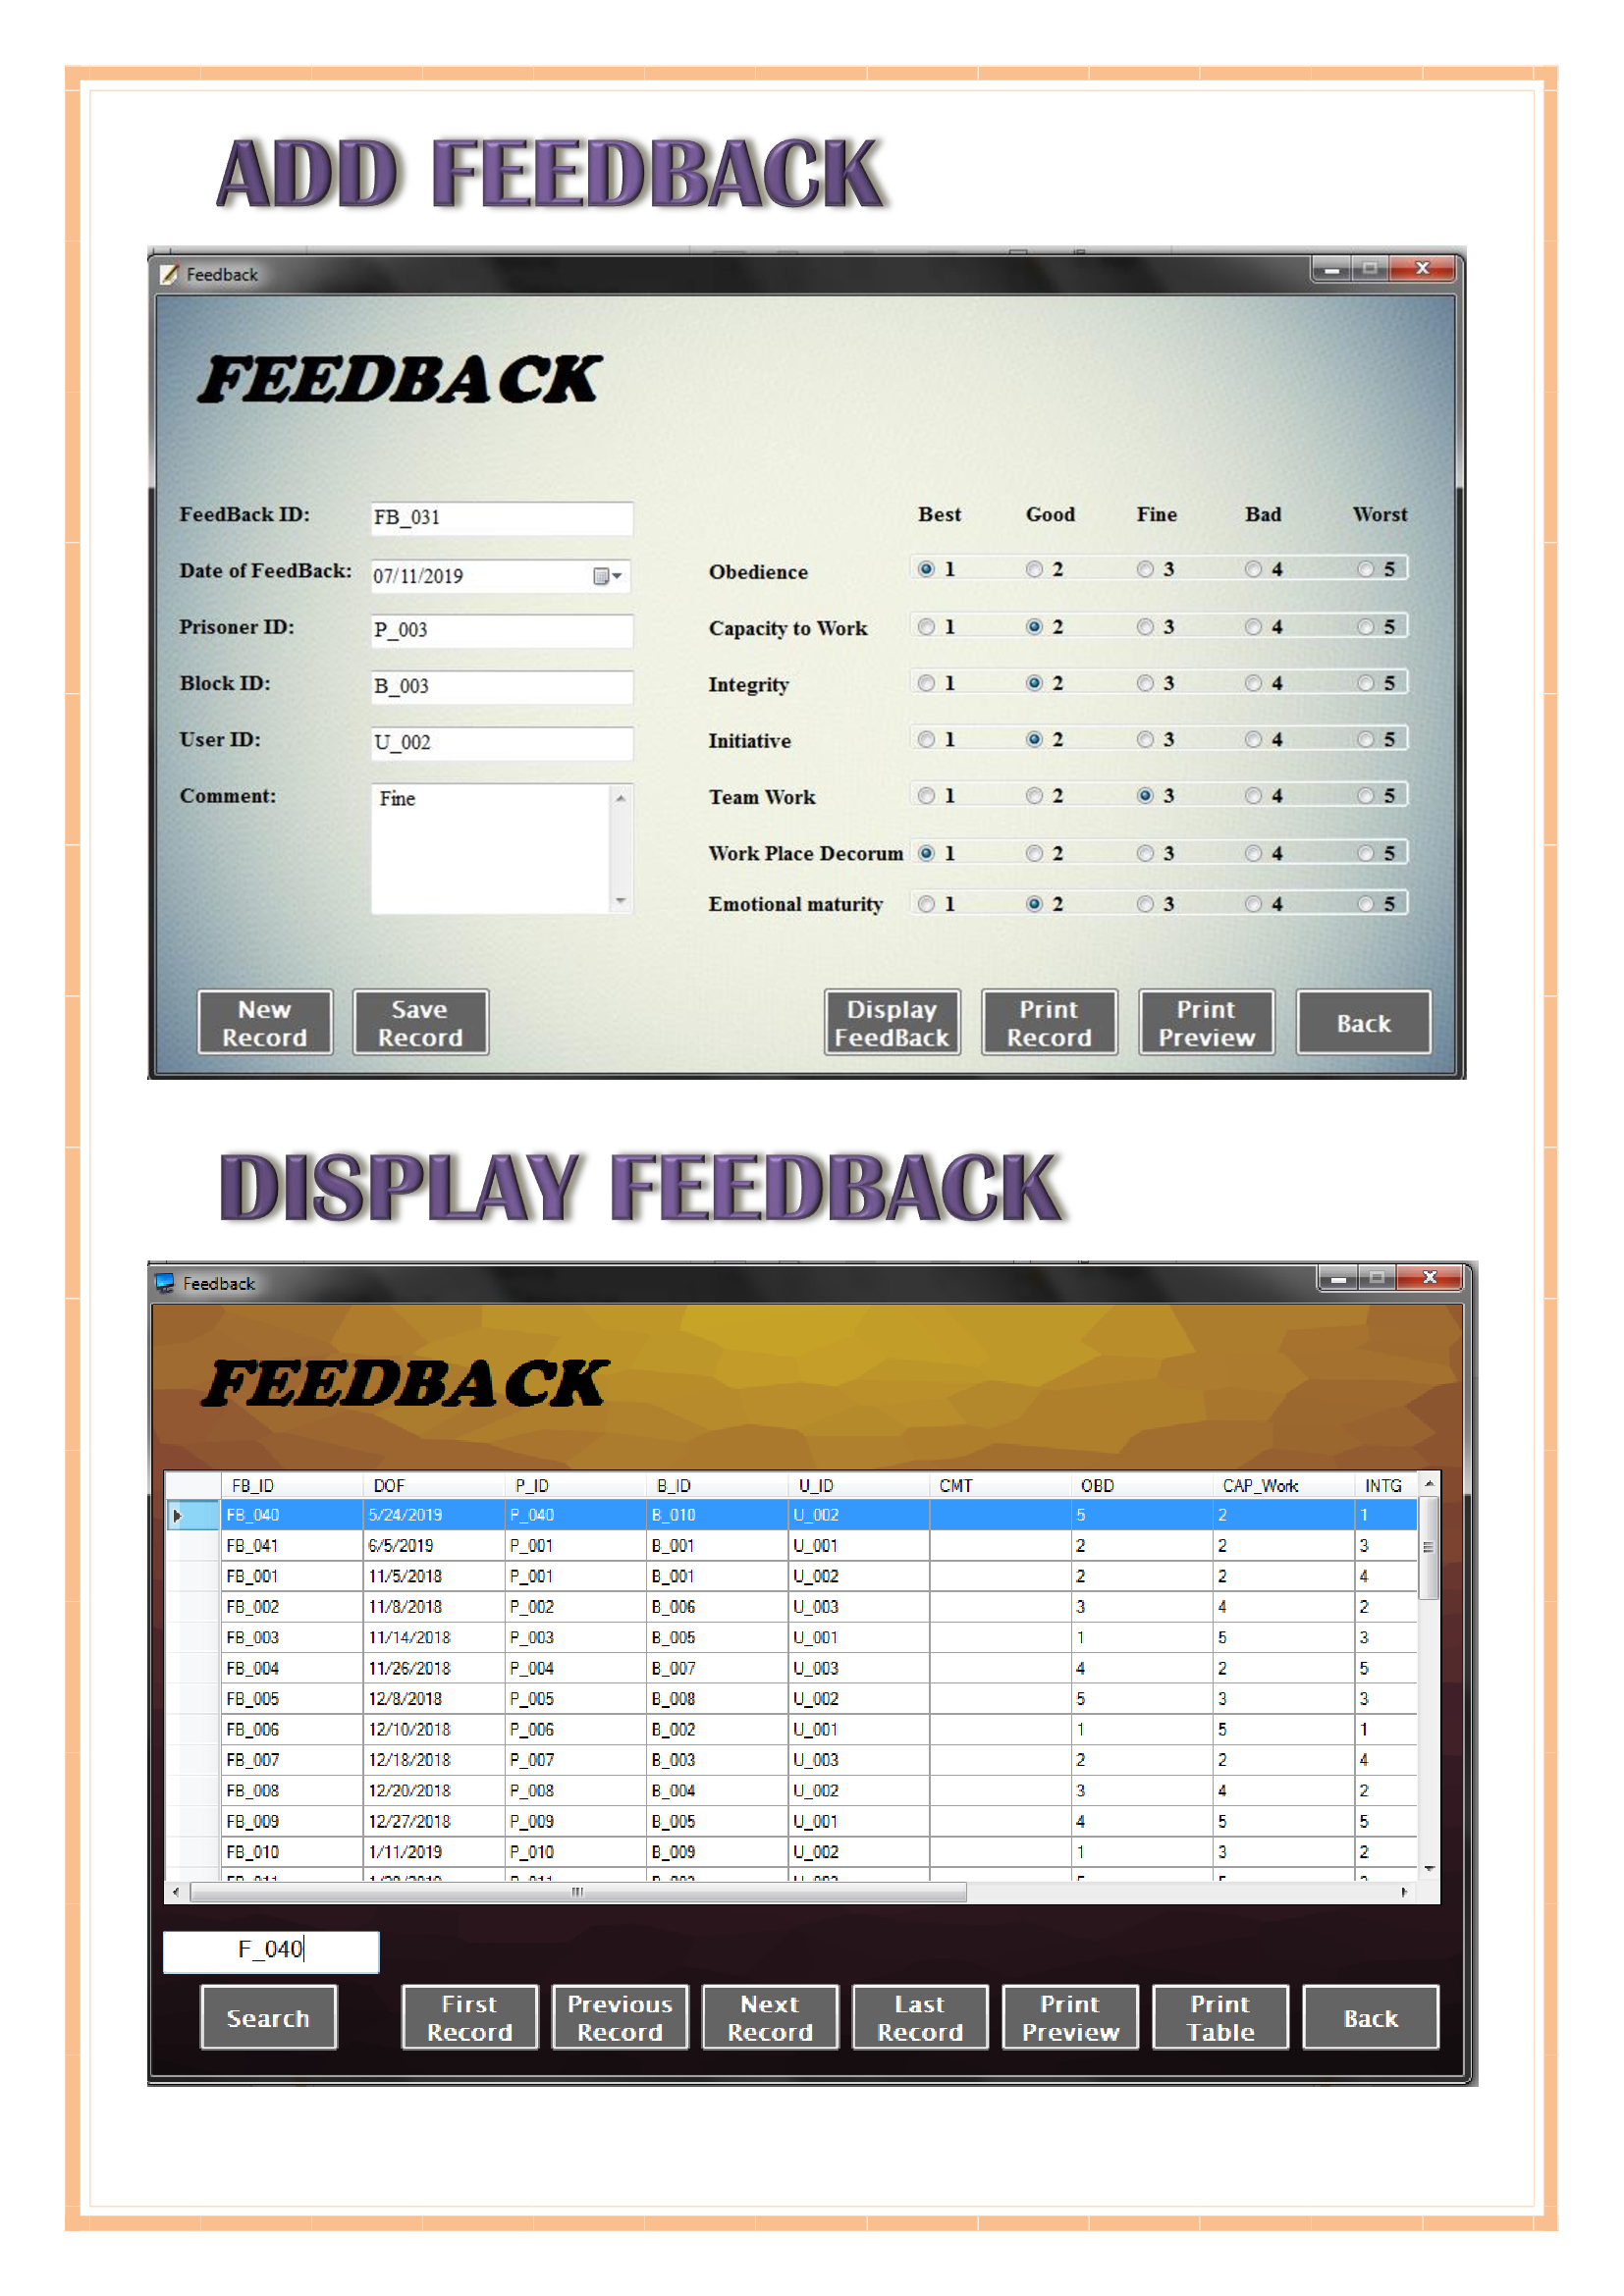 ADD FEEDBACK
Feedback
FEEDBACK
FeedBack ID: FB_031 Best Good Fine Bad Worst
Date of FeedBack: 07/11/2019 Obedience 1 2 3 4 5
Prisoner ID: P_003 Capacity to Work 1 2 3 4 5
Block ID: B_003 Integrity 1 2 3 4 5
User ID: U_002 Initiative 1 2 3 4 5
Comment: Fine Team Work 1 2 3 4 5
Work Place Decorum 1 2 3 4 5
Emotional maturity 1 2 3 4 5
New Record Save Record Display FeedBack Print Record Print Preview Back
DISPLAY FEEDBACK
Feedback
FEEDBACK
FB_ID DOF P_ID B_ID U_ID CMT OBD CAP_Work INTG
FB_040 5/24/2019 P_040 B_010 U_002 5 2 1
FB_041 6/5/2019 P_001 B_001 U_001 2 2 3
FB_001 11/5/2018 P_001 B_001 U_002 2 2 4
FB_002 11/8/2018 P_002 B_006 U_003 3 4 2
FB_003 11/14/2018 P_003 B_005 U_001 1 5 3
FB_004 11/26/2018 P_004 B_007 U_003 4 2 5
FB_005 12/8/2018 P_005 B_008 U_002 5 3 3
FB_006 12/10/2018 P_006 B_002 U_001 1 5 1
FB_007 12/18/2018 P_007 B_003 U_003 2 2 4
FB_008 12/20/2018 P_008 B_004 U_002 3 4 2
FB_009 12/27/2018 P_009 B_005 U_001 4 5 5
FB_010 1/11/2019 P_010 B_009 U_002 1 3 2
F_040
Search First Record Previous Record Next Record Last Record Print Preview Print Table Back